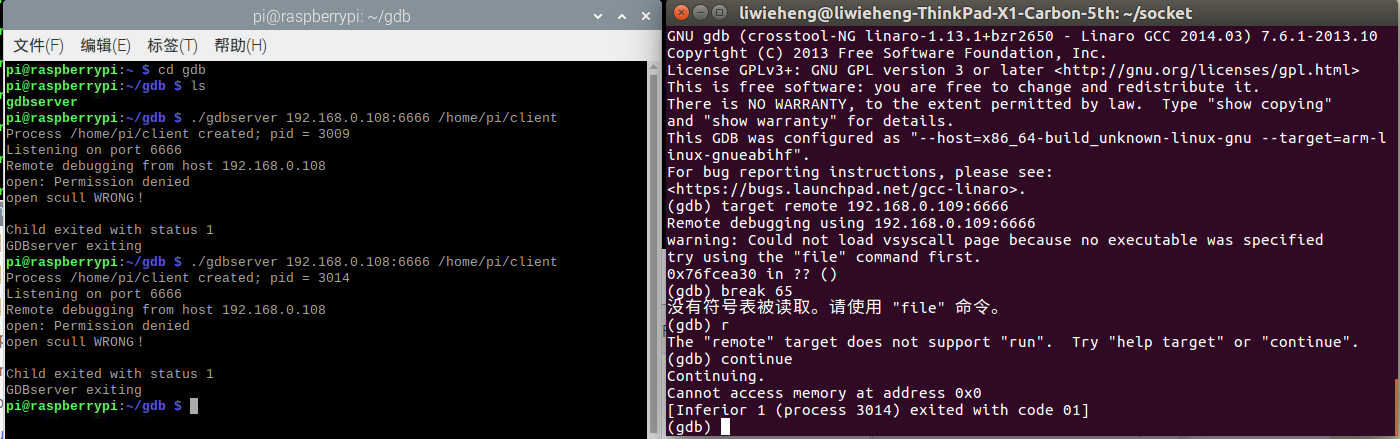 pi@raspberrypi: ~/gdb
文件(F) 编辑(E) 标签(T) 帮助(H)
pi@raspberrypi:~ $ cd gdb
pi@raspberrypi:~/gdb $ ls
gdbserver
pi@raspberrypi:~/gdb $ ./gdbserver 192.168.0.108:6666 /home/pi/client
Process /home/pi/client created; pid = 3009
Listening on port 6666
Remote debugging from host 192.168.0.108
open: Permission denied
open scull WRONG！
Child exited with status 1
GDBserver exiting
pi@raspberrypi:~/gdb $ ./gdbserver 192.168.0.108:6666 /home/pi/client
Process /home/pi/client created; pid = 3014
Listening on port 6666
Remote debugging from host 192.168.0.108
open: Permission denied
open scull WRONG！
Child exited with status 1
GDBserver exiting
pi@raspberrypi:~/gdb $
liwieheng@liwieheng-ThinkPad-X1-Carbon-5th: ~/socket
GNU gdb (crosstool-NG linaro-1.13.1+bzr2650 - Linaro GCC 2014.03) 7.6.1-2013.10
Copyright (C) 2013 Free Software Foundation, Inc.
License GPLv3+: GNU GPL version 3 or later <http://gnu.org/licenses/gpl.html>
This is free software: you are free to change and redistribute it.
There is NO WARRANTY, to the extent permitted by law.  Type "show copying"
and "show warranty" for details.
This GDB was configured as "--host=x86_64-build_unknown-linux-gnu --target=arm-l
inux-gnueabihf".
For bug reporting instructions, please see:
<https://bugs.launchpad.net/gcc-linaro>.
(gdb) target remote 192.168.0.109:6666
Remote debugging using 192.168.0.109:6666
warning: Could not load vsyscall page because no executable was specified
try using the "file" command first.
0x76fcea30 in ?? ()
(gdb) break 65
没有符号表被读取。请使用 "file" 命令。
(gdb) r
The "remote" target does not support "run".  Try "help target" or "continue".
(gdb) continue
Continuing.
Cannot access memory at address 0x0
[Inferior 1 (process 3014) exited with code 01]
(gdb)